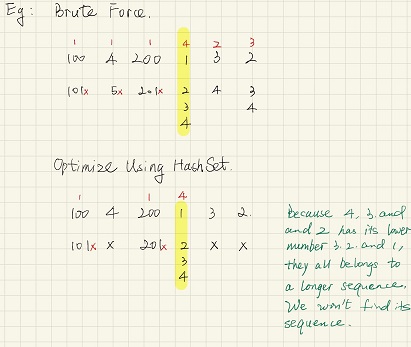 Eg: Brute Force.
1 1 1 4 2 3
100 4 200 1 3 2
101x 5x 201x 2 4 3
3 4
4
Optimize Using HashSet.
1 1 4
100 4 200 1 3 2.
101x x 201x 2 x x
3
4
because 4, 3. and
and 2 has its lower
number 3. 2. and 1,
they all belongs to
a longer sequence.
We won't find its
sequence.